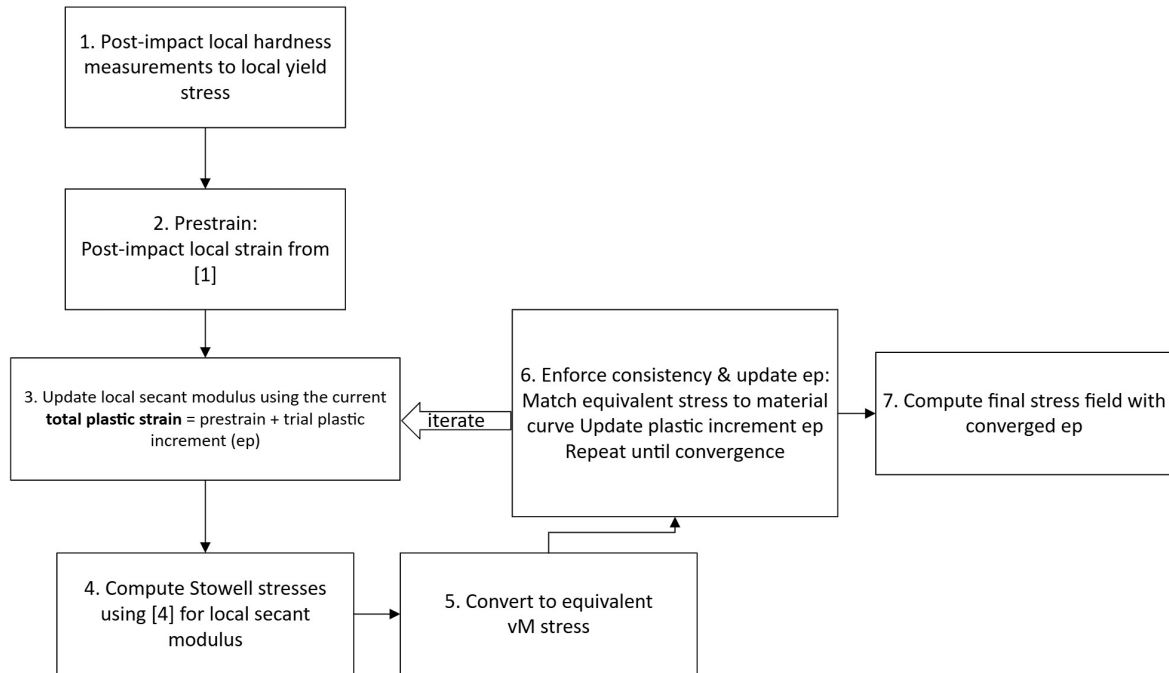 1. Post-impact local hardness
measurements to local yield
stress
2. Prestrain:
Post-impact local strain from
[1]
3. Update local secant modulus using the current
total plastic strain = prestrain + trial plastic
increment (ep)
4. Compute Stowell stresses
using [4] for local secant
modulus
5. Convert to equivalent
vM stress
6. Enforce consistency & update ep:
Match equivalent stress to material
curve Update plastic increment ep
Repeat until convergence
iterate
7. Compute final stress field with
converged ep